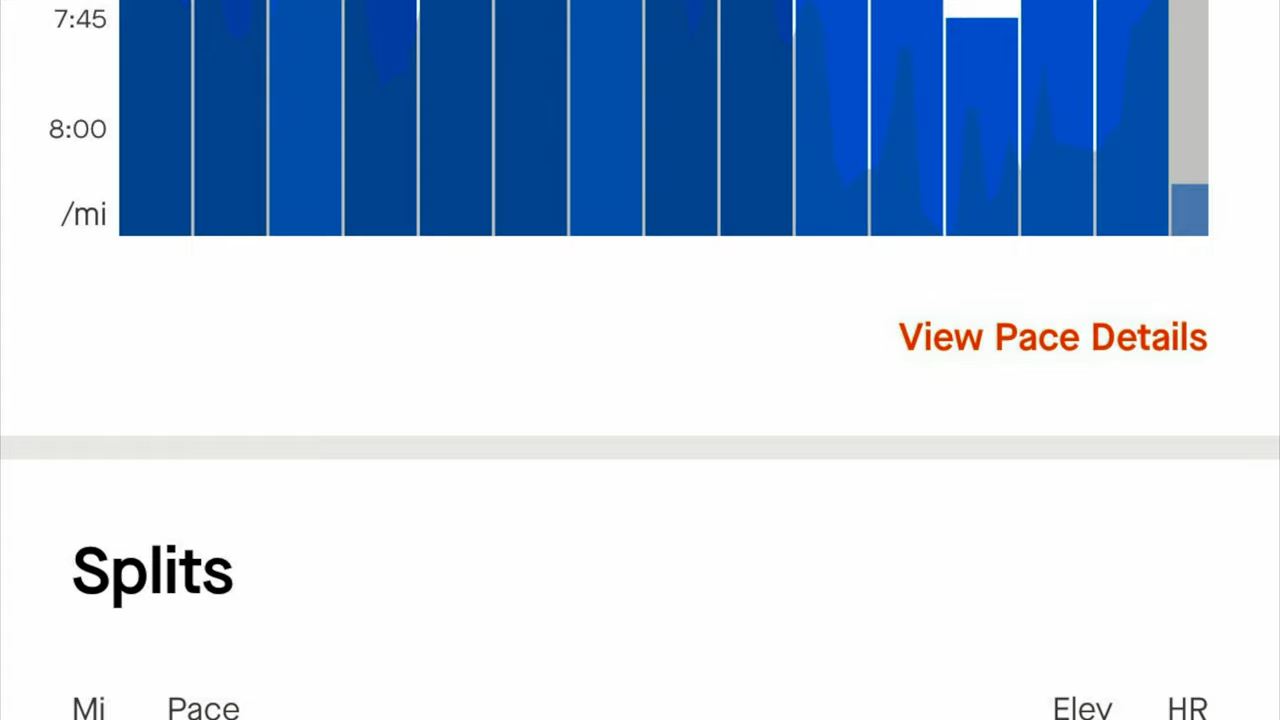 7:45
8:00
/mi
View Pace Details
Splits
Mi Pace Elev HR